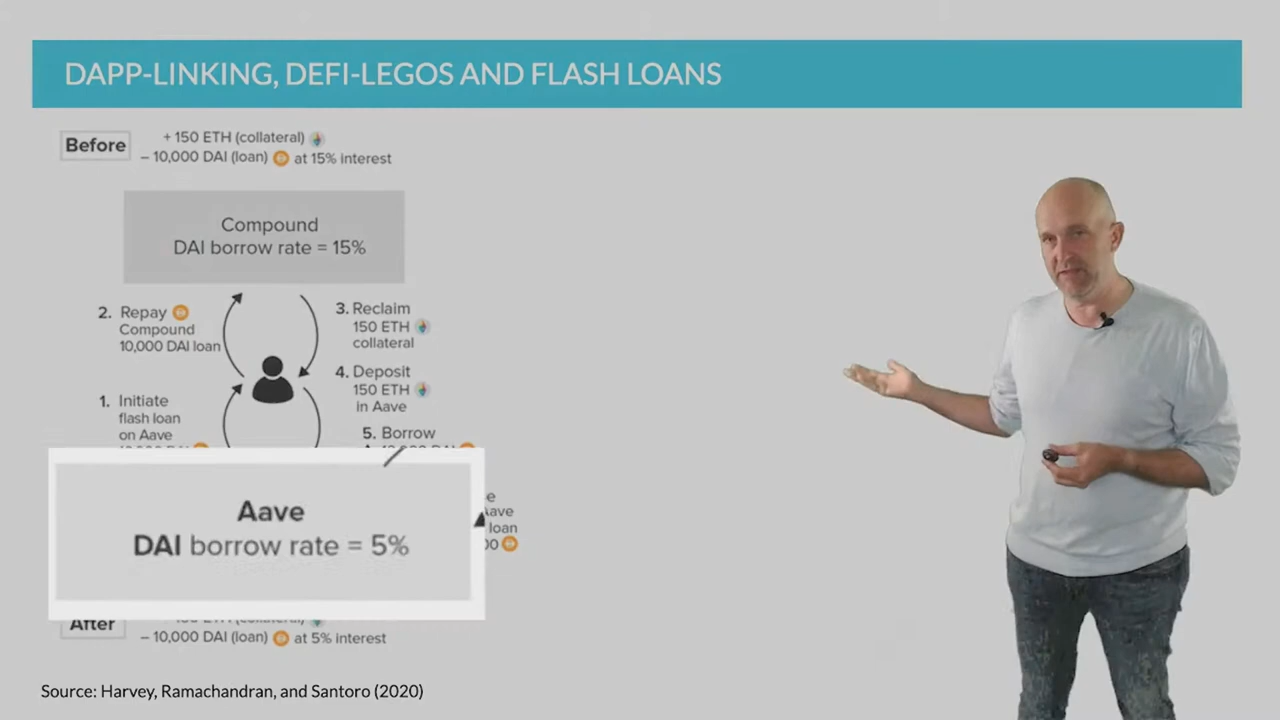 DAPP-LINKING, DEFI-LEGOS AND FLASH LOANS
Before
+ 150 ETH (collateral)
– 10,000 DAI (loan) at 15% interest
Compound
DAI borrow rate = 15%
2. Repay
Compound
10,000 DAI loan
3. Reclaim
150 ETH
collateral
4. Deposit
150 ETH
in Aave
1. Initiate
flash loan
on Aave
5. Borrow
Aave
DAI borrow rate = 5%
loan
After
– 10,000 DAI (loan) at 5% interest
Source: Harvey, Ramachandran, and Santoro (2020)